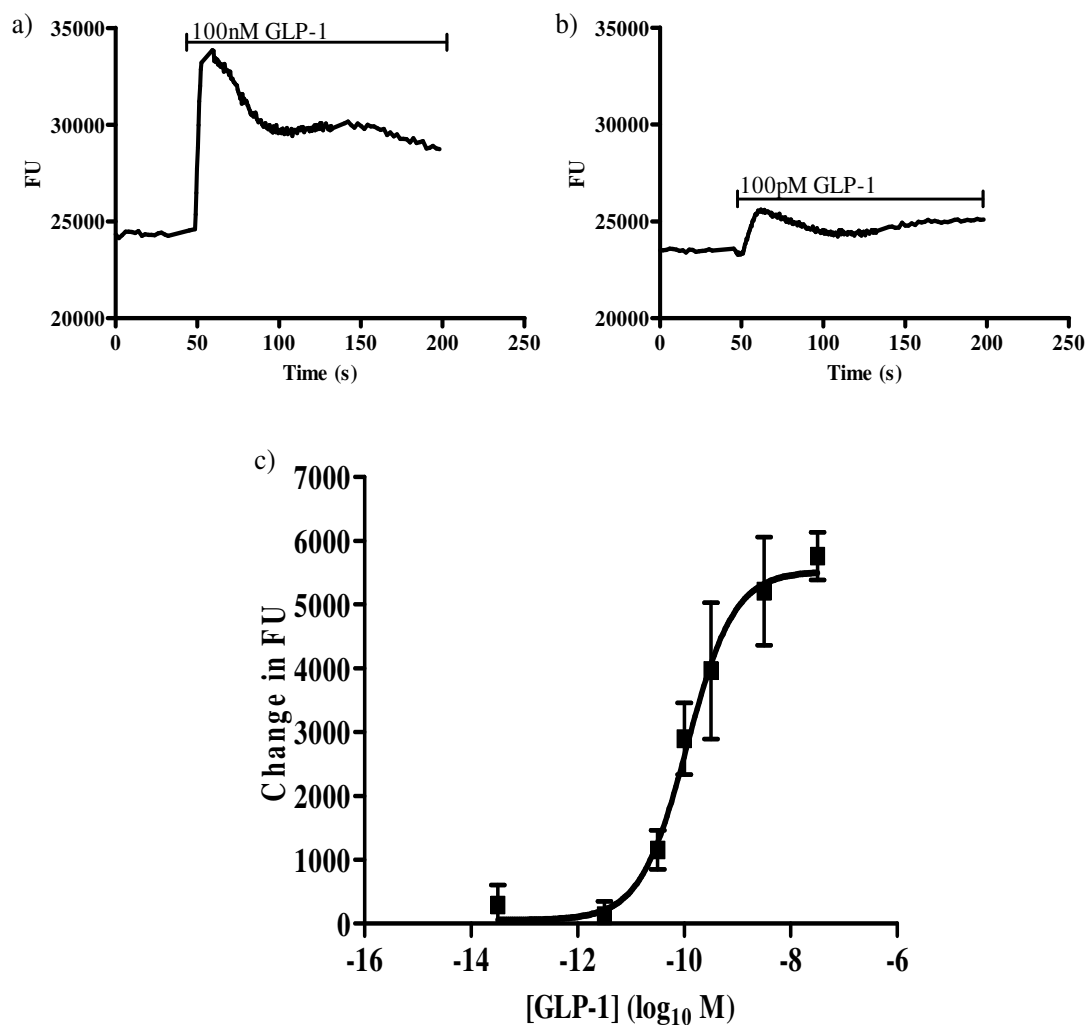 a)
100nM GLP-1
35000
30000
25000
20000
FU
0 50 100 150 200 250
Time (s)
b)
100pM GLP-1
35000
30000
25000
20000
FU
0 50 100 150 200 250
Time (s)
c)
7000
6000
5000
4000
3000
2000
1000
0
Change in FU
-16 -14 -12 -10 -8 -6
[GLP-1] (log10 M)